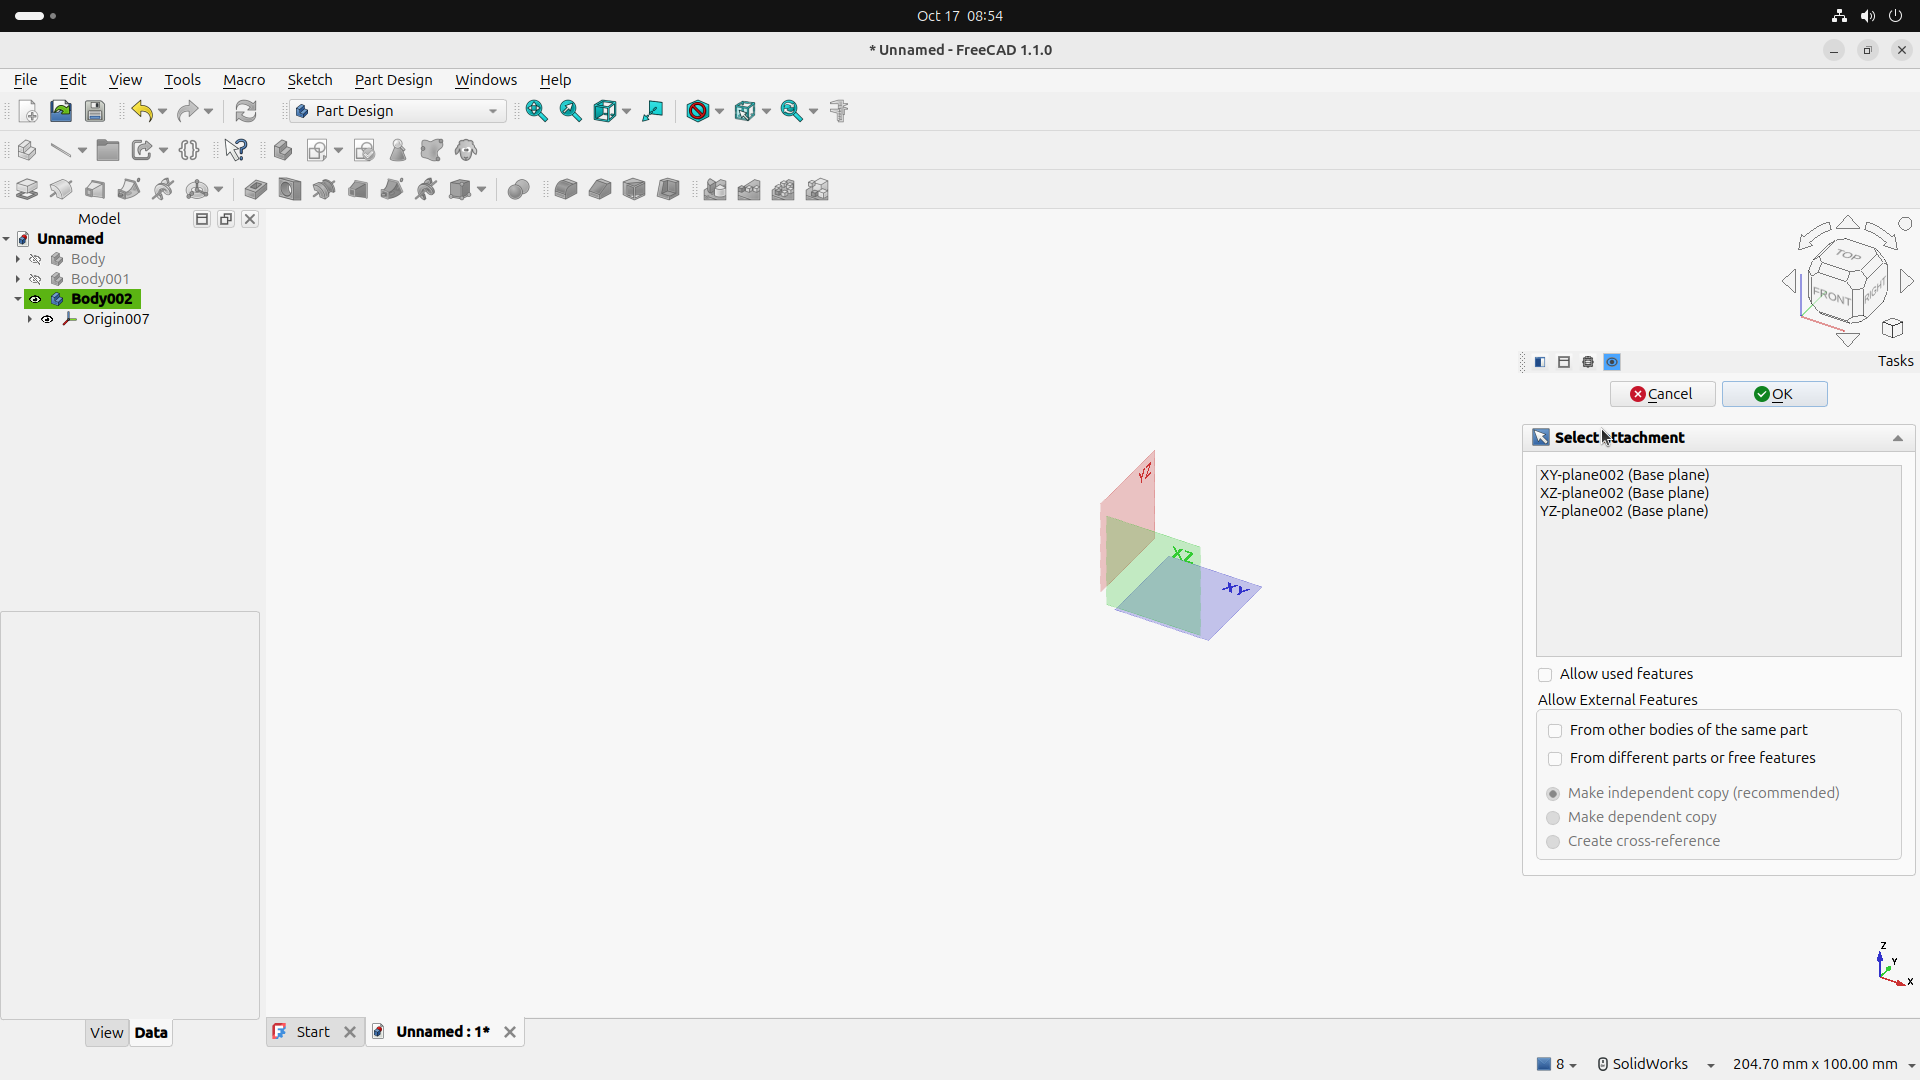 Oct 17 08:54
* Unnamed - FreeCAD 1.1.0
File Edit View Tools Macro Sketch Part Design Windows Help
Part Design
Model
Unnamed
Body
Body001
Body002
Origin007
TOP
FRONT
RIGHT
Tasks
Cancel
OK
Select attachment
XY-plane002 (Base plane)
XZ-plane002 (Base plane)
YZ-plane002 (Base plane)
YZ
XZ
XY
Allow used features
Allow External Features
From other bodies of the same part
From different parts or free features
Make independent copy (recommended)
Make dependent copy
Create cross-reference
Z
Y
X
View Data
Start
Unnamed : 1*
8
SolidWorks
204.70 mm x 100.00 mm